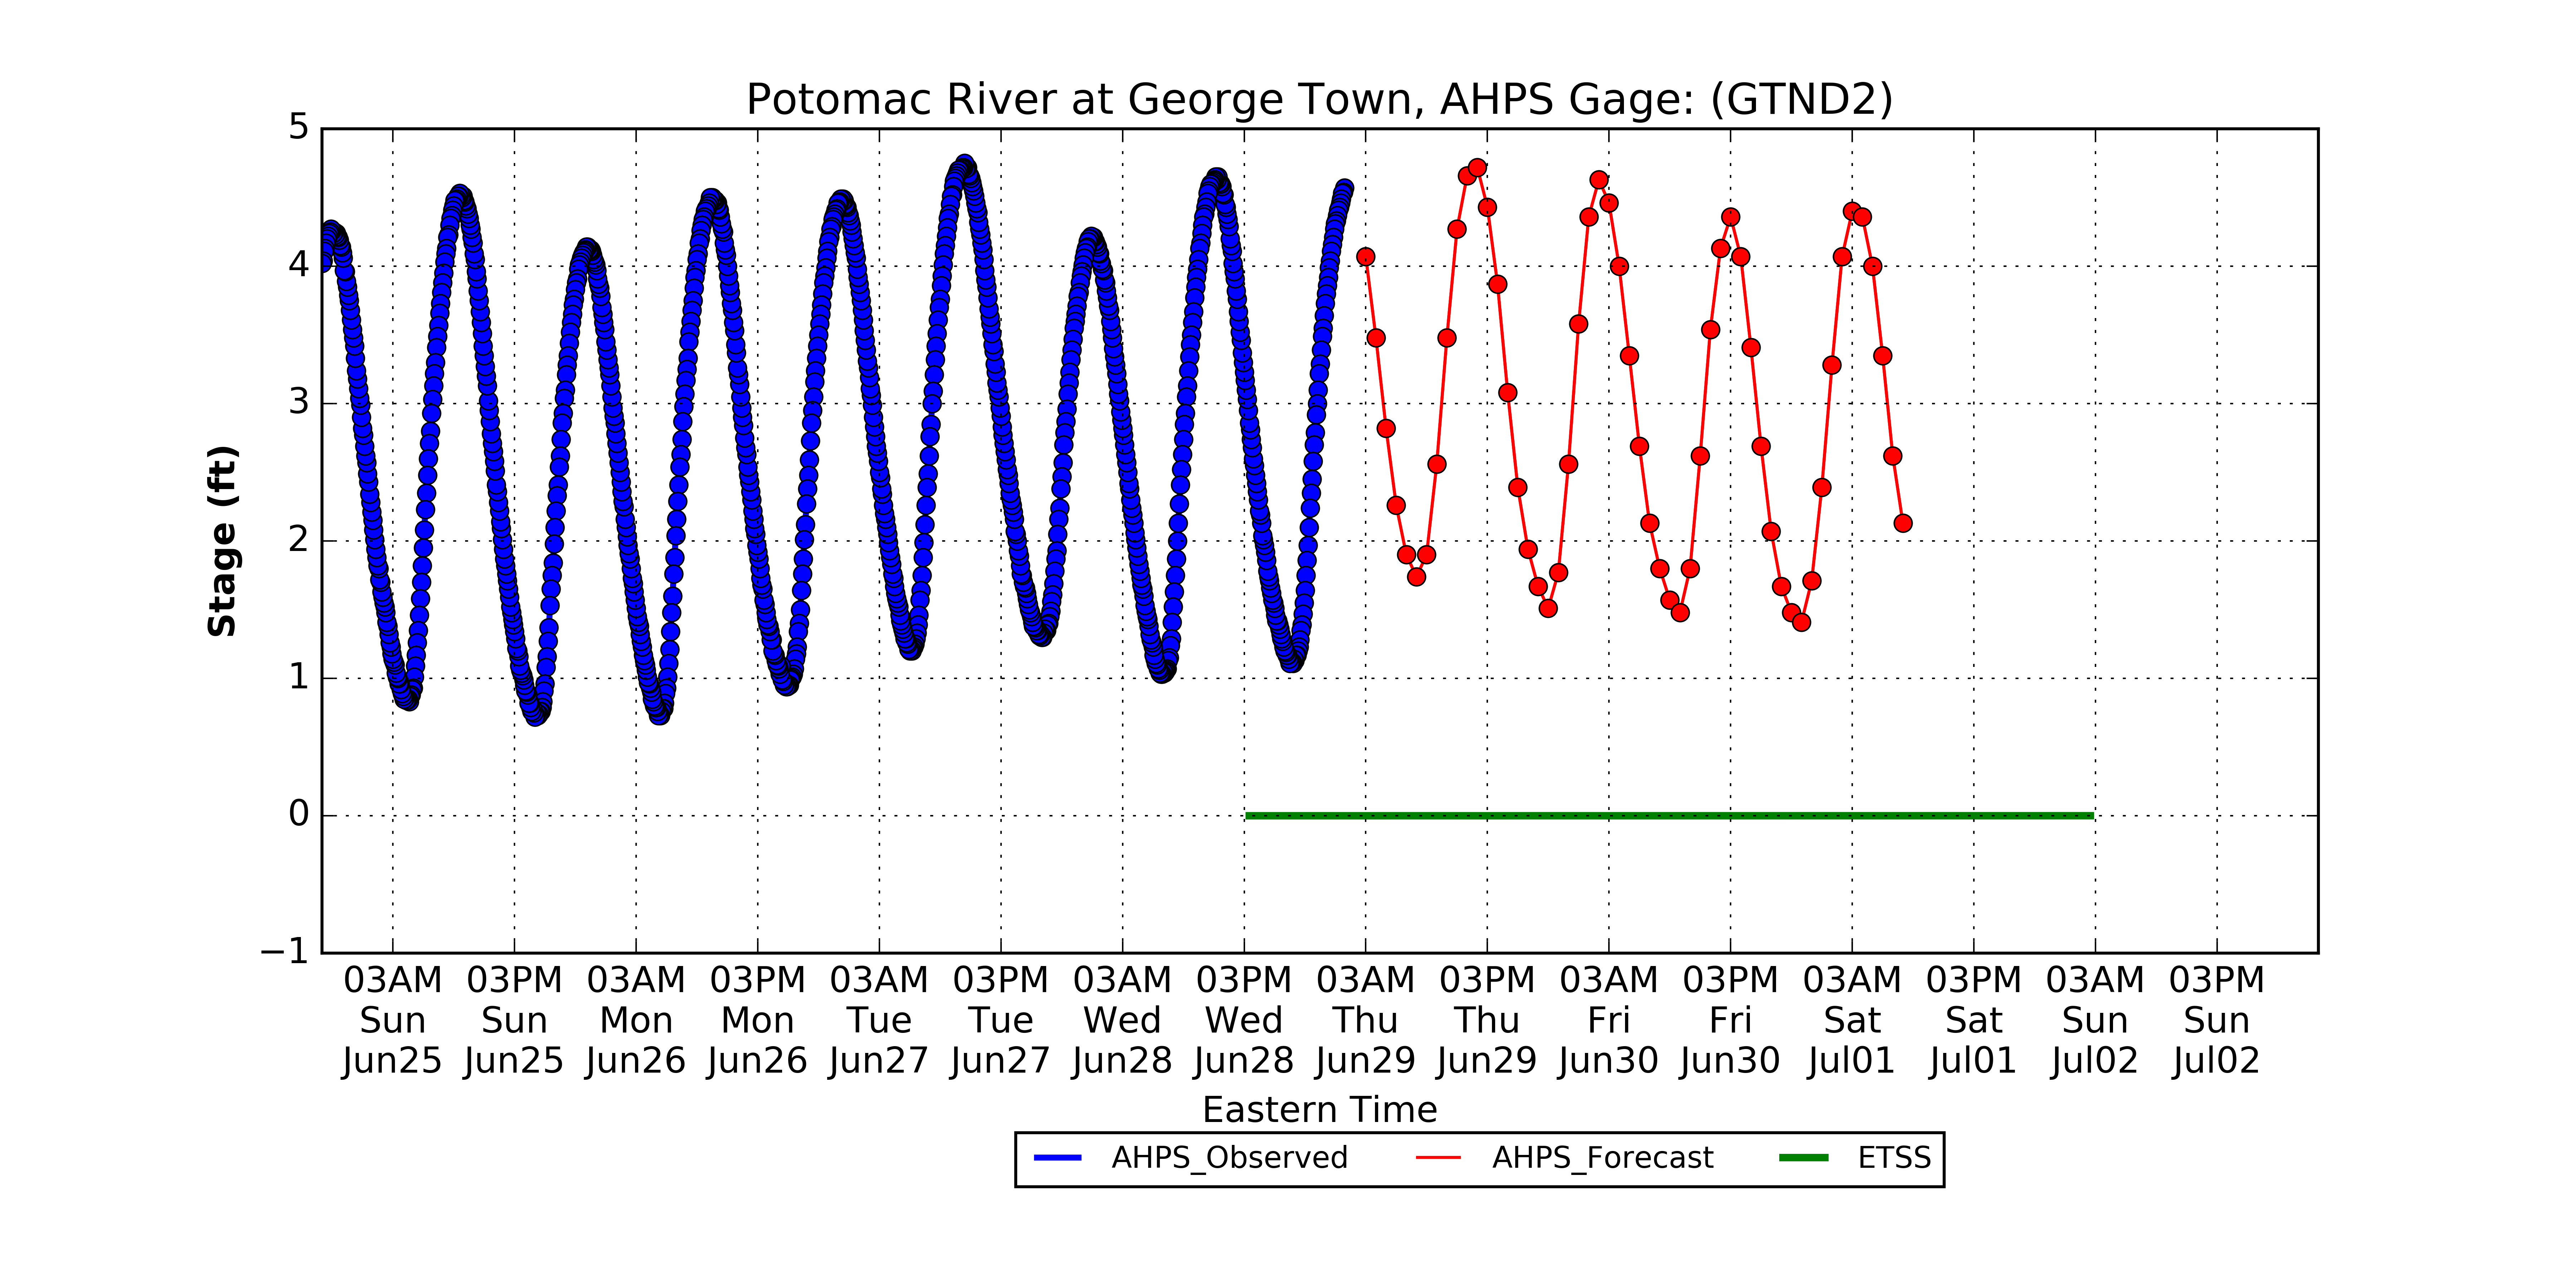 Potomac River at George Town, AHPS Gage: (GTND2)
5
4
3
2
1
0
−1
Stage (ft)
03AM 03PM 03AM 03PM 03AM 03PM 03AM 03PM 03AM 03PM 03AM 03PM 03AM 03PM 03AM 03PM
Sun Sun Mon Mon Tue Tue Wed Wed Thu Thu Fri Fri Sat Sat Sun Sun
Jun25 Jun25 Jun26 Jun26 Jun27 Jun27 Jun28 Jun28 Jun29 Jun29 Jun30 Jun30 Jul01 Jul01 Jul02 Jul02
Eastern Time
AHPS_Observed AHPS_Forecast ETSS